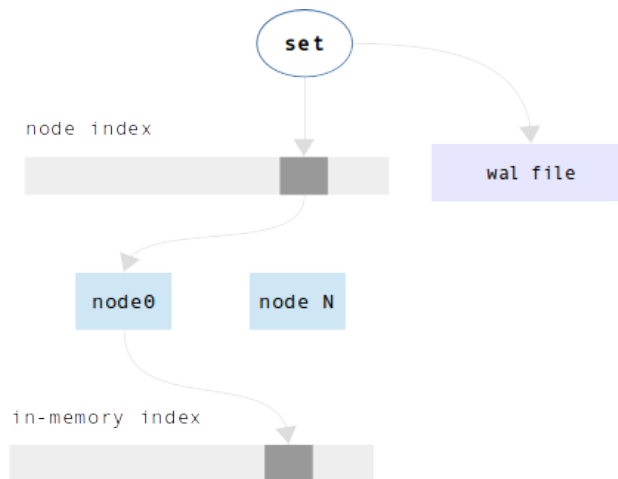 set
node index
wal file
node0
node N
in-memory index